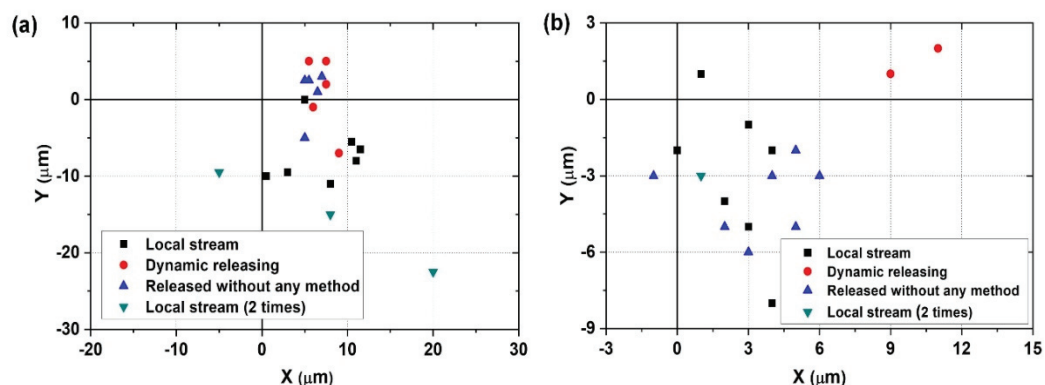 (a)
10
0
-10
-20
-30
Y (µm)
Local stream
Dynamic releasing
Released without any method
Local stream (2 times)
-20
-10
0
10
20
30
X (µm)
(b)
3
0
-3
-6
-9
Y (µm)
Local stream
Dynamic releasing
Released without any method
Local stream (2 times)
-3
0
3
6
9
12
15
X (µm)